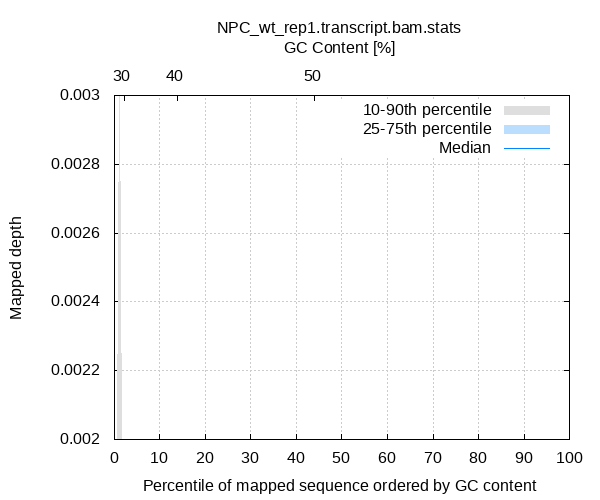 NPC_wt_rep1.transcript.bam.stats
GC Content [%]
30 40 50
0.003
0.0028
0.0026
0.0024
0.0022
0.002
Mapped depth
10-90th percentile
25-75th percentile
Median
0 10 20 30 40 50 60 70 80 90 100
Percentile of mapped sequence ordered by GC content